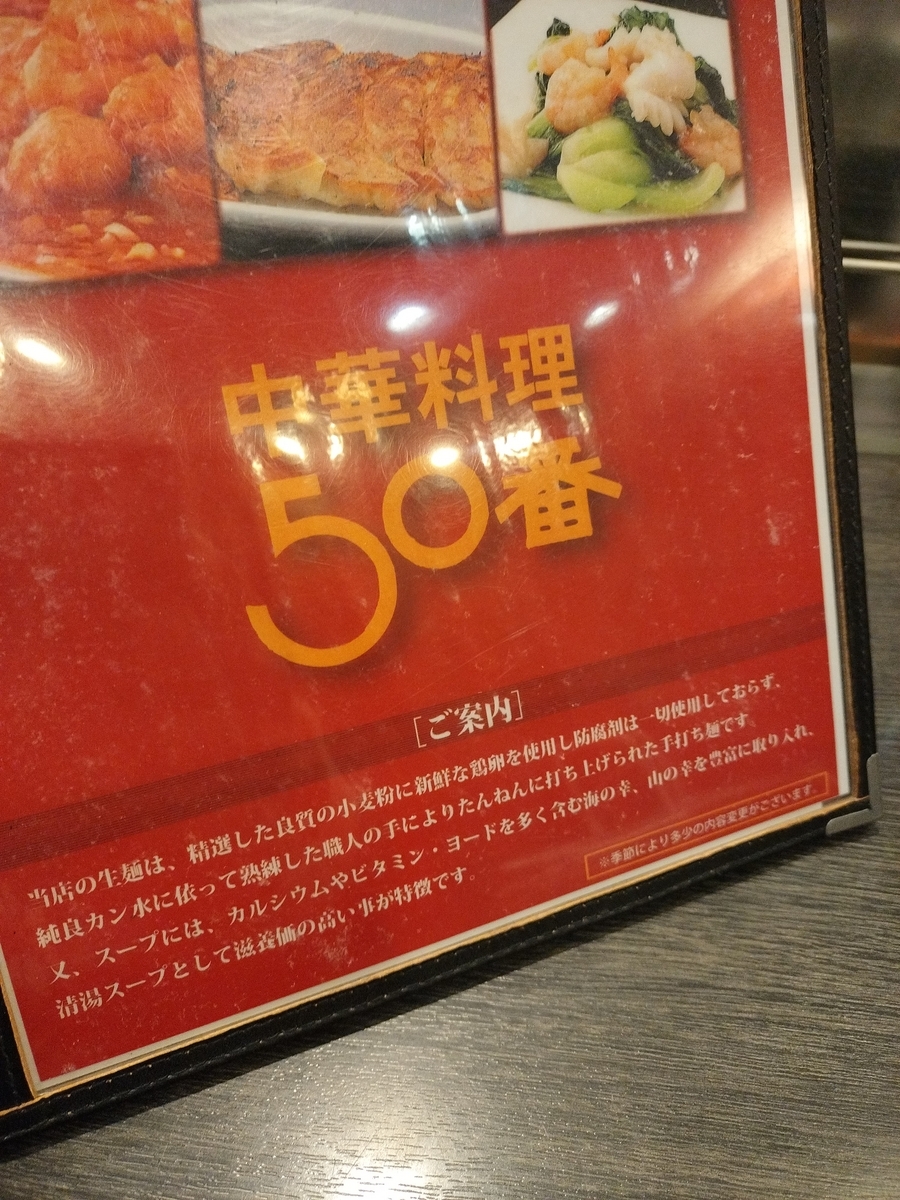 中華料理
50番
[ご案内]
当店の生麺は、精選した良質の小麦粉に新鮮な鶏卵を使用し防腐剤は一切使用しておらず、
純良カン水に依って熟練した職人の手によりたんねんに打ち上げられた手打ち麺です。
又、スープには、カルシウムやビタミン・ヨードを多く含む海の幸、山の幸を豊富に取り入れ、
清湯スープとして滋養価の高い事が特徴です。
※季節により多少の内容変更がございます。